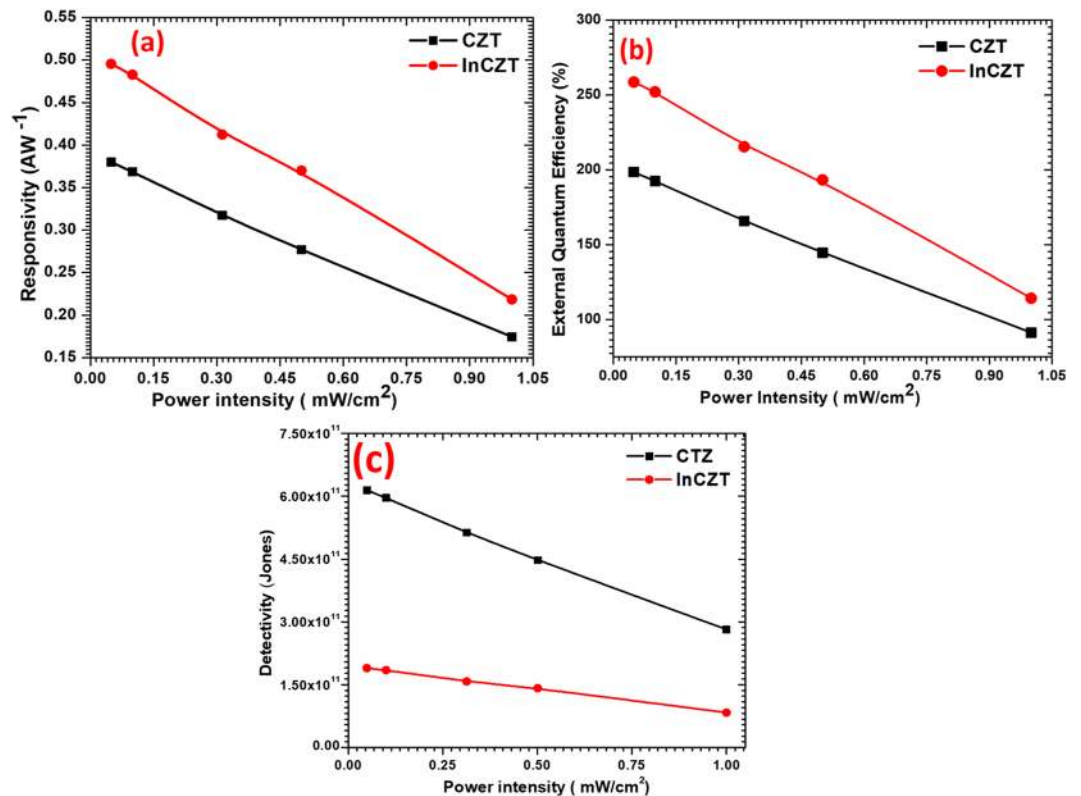 (a)
CZT
InCZT
Responsivity (AW⁻¹)
0.55
0.50
0.45
0.40
0.35
0.30
0.25
0.20
0.15
0.00 0.15 0.30 0.45 0.60 0.75 0.90 1.05
Power intensity ( mW/cm²)
(b)
CZT
InCZT
External Quantum Efficiency (%)
300
250
200
150
100
0.00 0.15 0.30 0.45 0.60 0.75 0.90 1.05
Power Intensity ( mW/cm²)
(c)
CTZ
InCZT
Detectivity (Jones)
7.50x10¹¹
6.00x10¹¹
4.50x10¹¹
3.00x10¹¹
1.50x10¹¹
0.00
0.00 0.25 0.50 0.75 1.00
Power intensity ( mW/cm²)